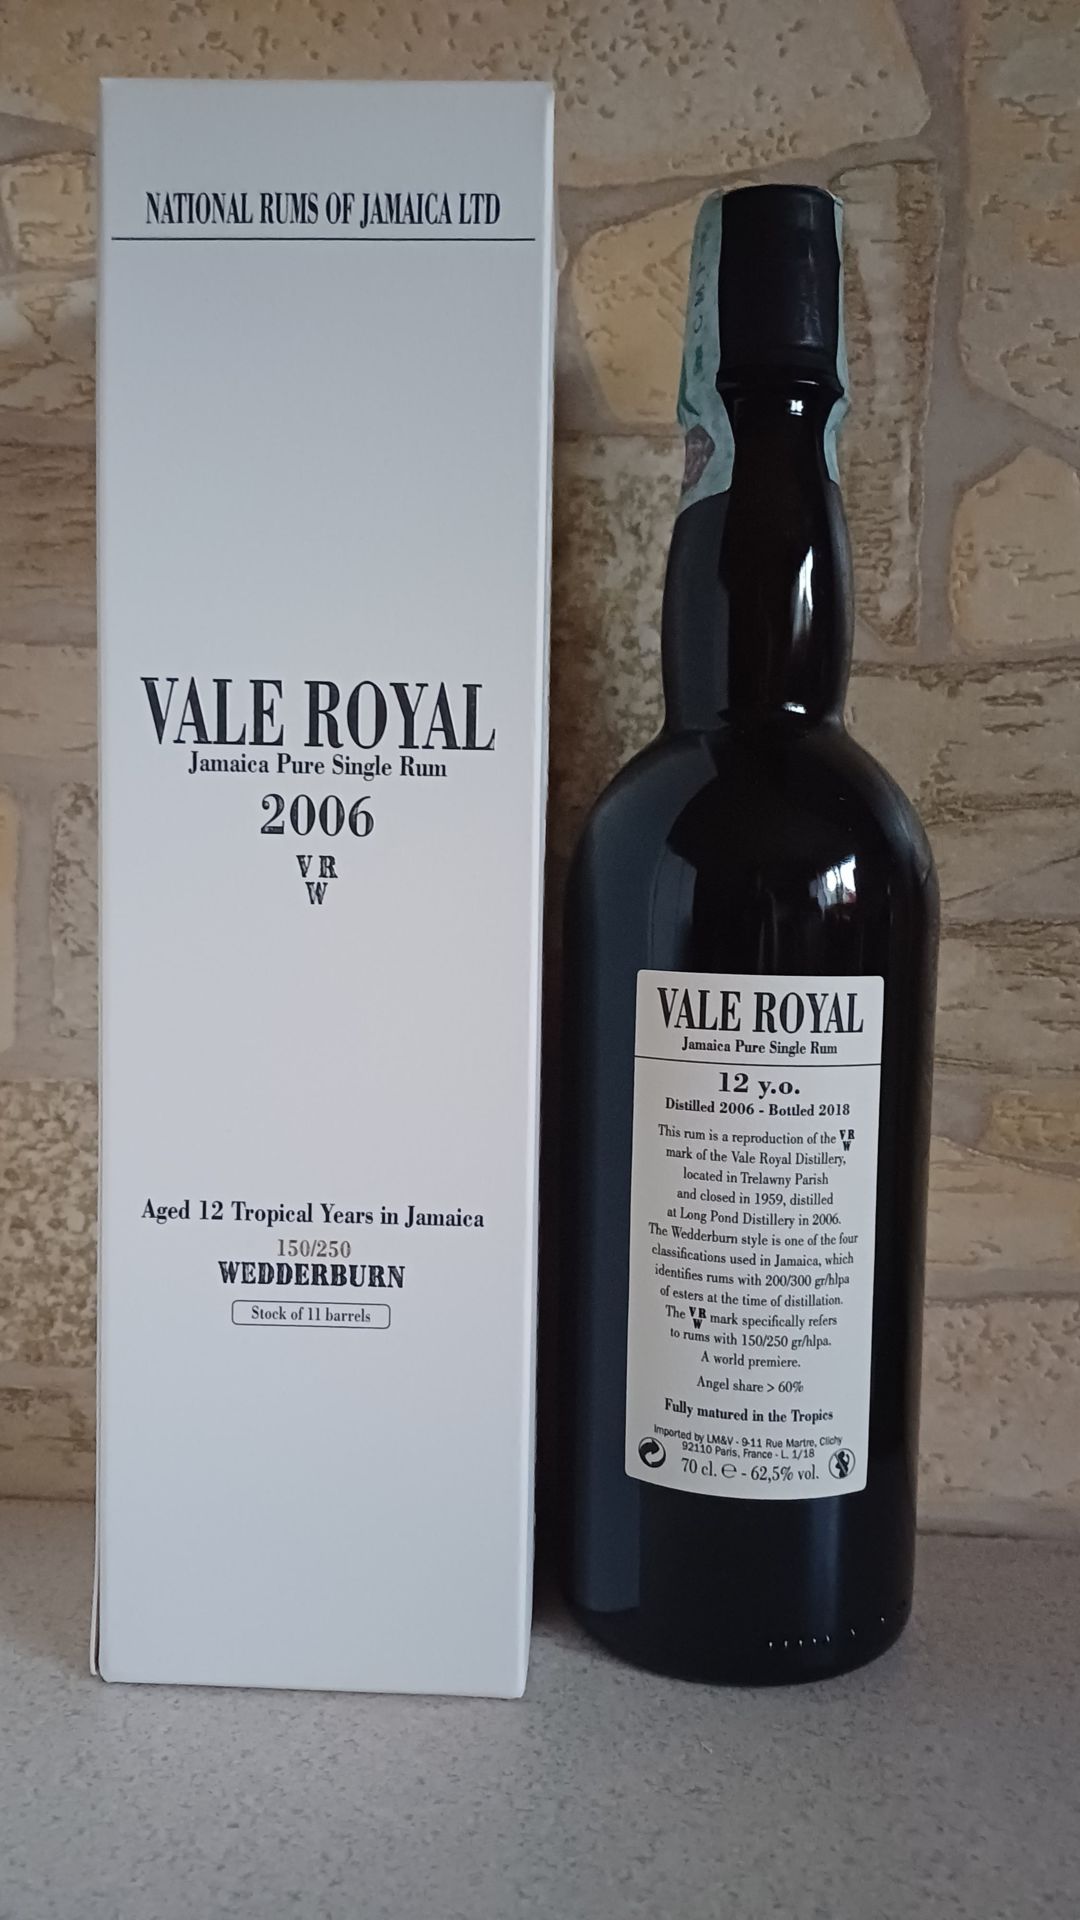 NATIONAL RUMS OF JAMAICA LTD
VALE ROYAL
Jamaica Pure Single Rum
2006
V R
W
Aged 12 Tropical Years in Jamaica
150/250
WEDDERBURN
Stock of 11 barrels
VALE ROYAL
Jamaica Pure Single Rum
12 y.o.
Distilled 2006 - Bottled 2018
This rum is a reproduction of the VRW
mark of the Vale Royal Distillery,
located in Trelawny Parish
and closed in 1959, distilled
at Long Pond Distillery in 2006.
The Wedderburn style is one of the four
classifications used in Jamaica, which
identifies rums with 200/300 gr/hlpa
of esters at the time of distillation.
The VRW mark specifically refers
to rums with 150/250 gr/hlpa.
A world premiere.
Angel share > 60%
Fully matured in the Tropics
Imported by LM&V - 9-11 Rue Martre, Clichy
92110 Paris, France - L. 1/18
70 cl. ℮ - 62,5% vol.